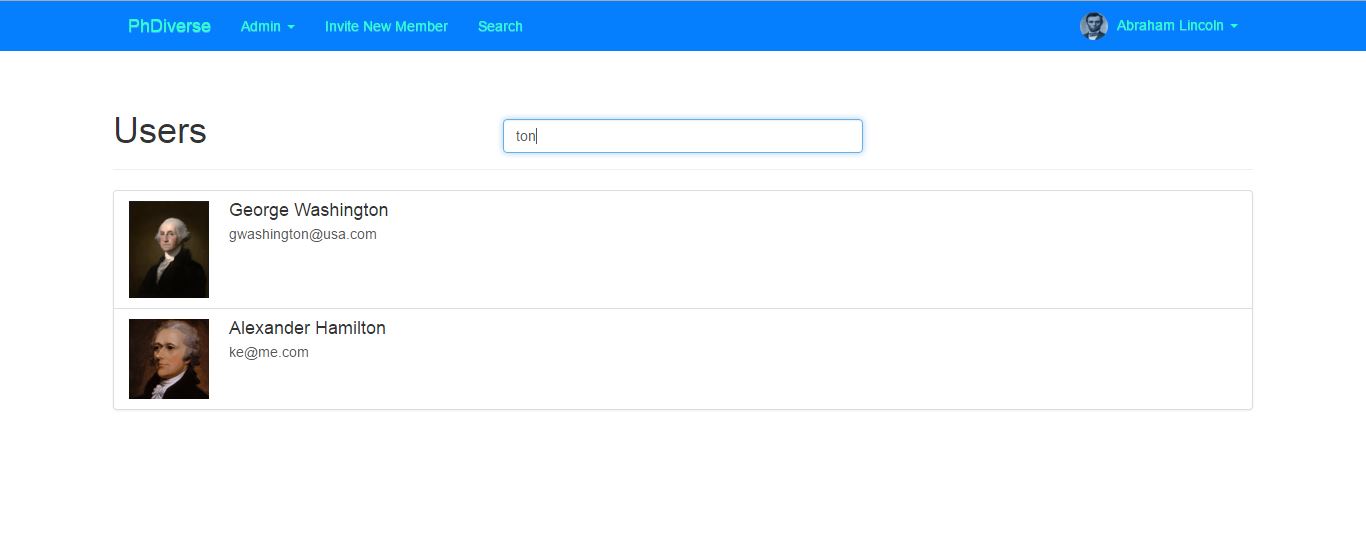 PhDiverse Admin Invite New Member Search Abraham Lincoln
Users
ton
George Washington
gwashington@usa.com
Alexander Hamilton
ke@me.com